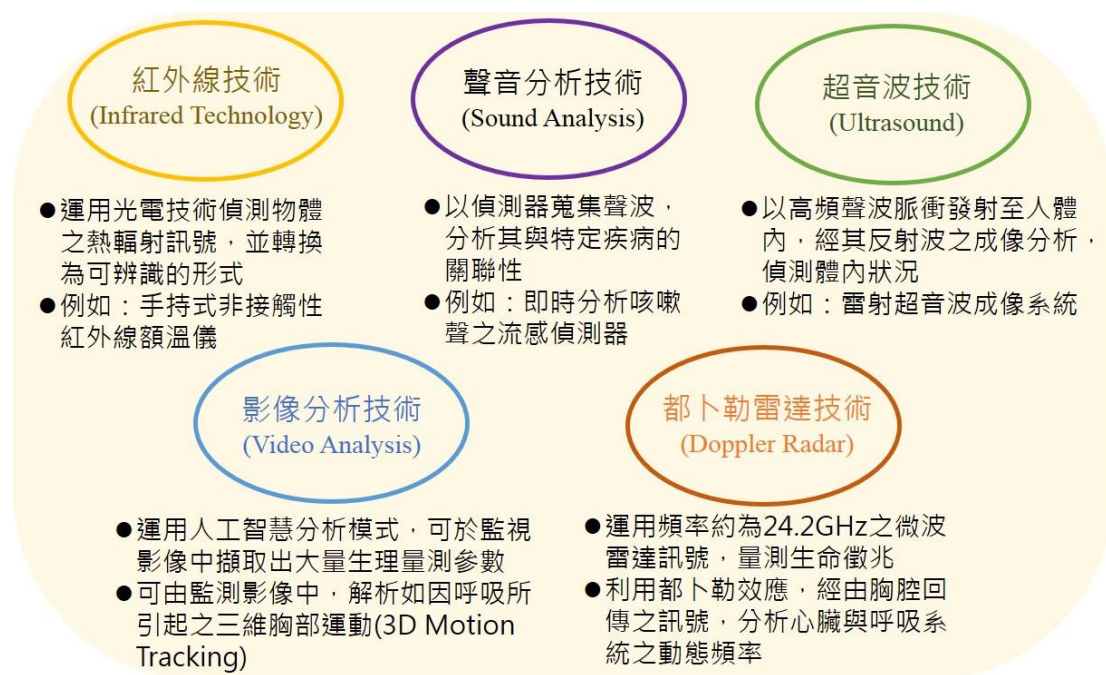 紅外線技術
(Infrared Technology)
●運用光電技術偵測物體
之熱輻射訊號，並轉換
為可辨識的形式
●例如：手持式非接觸性
紅外線額溫儀
聲音分析技術
(Sound Analysis)
●以偵測器蒐集聲波，
分析其與特定疾病的
關聯性
●例如：即時分析咳嗽
聲之流感偵測器
超音波技術
(Ultrasound)
●以高頻聲波脈衝發射至人體
內，經其反射波之成像分析，
偵測體內狀況
●例如：雷射超音波成像系統
影像分析技術
(Video Analysis)
●運用人工智慧分析模式，可於監視
影像中擷取出大量生理量測參數
●可由監測影像中，解析如因呼吸所
引起之三維胸部運動(3D Motion
Tracking)
都卜勒雷達技術
(Doppler Radar)
●運用頻率約為24.2GHz之微波
雷達訊號，量測生命徵兆
●利用都卜勒效應，經由胸腔回
傳之訊號，分析心臟與呼吸系
統之動態頻率